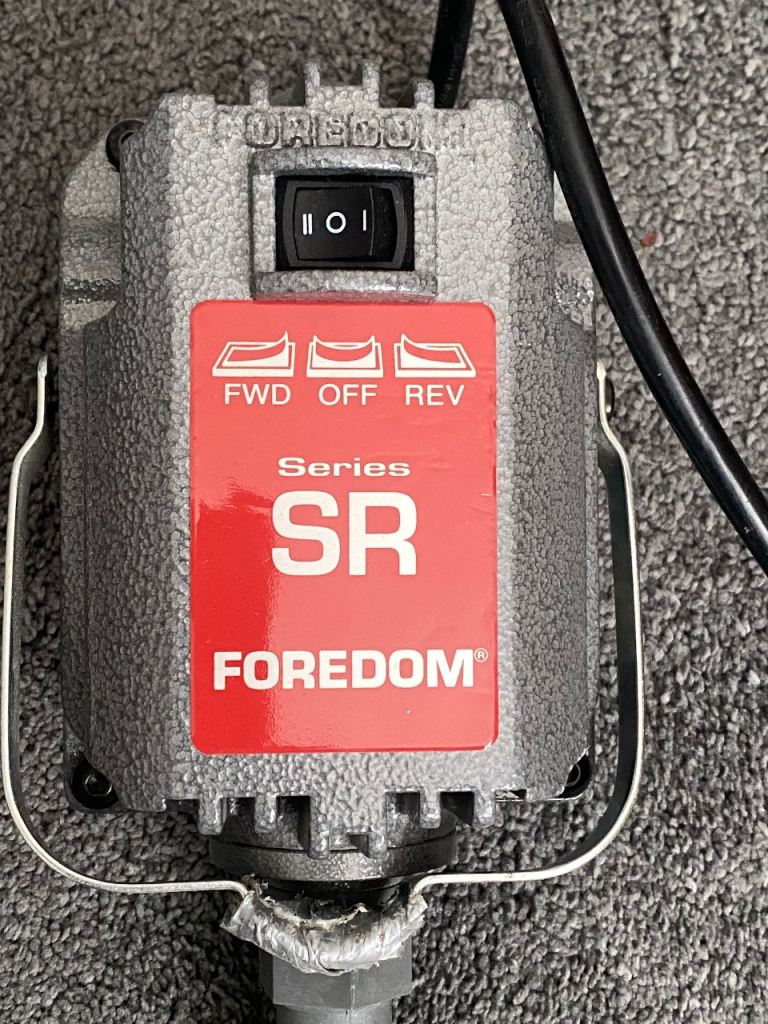 FOREDOM
II O I
FWD OFF REV
Series
SR
FOREDOM®